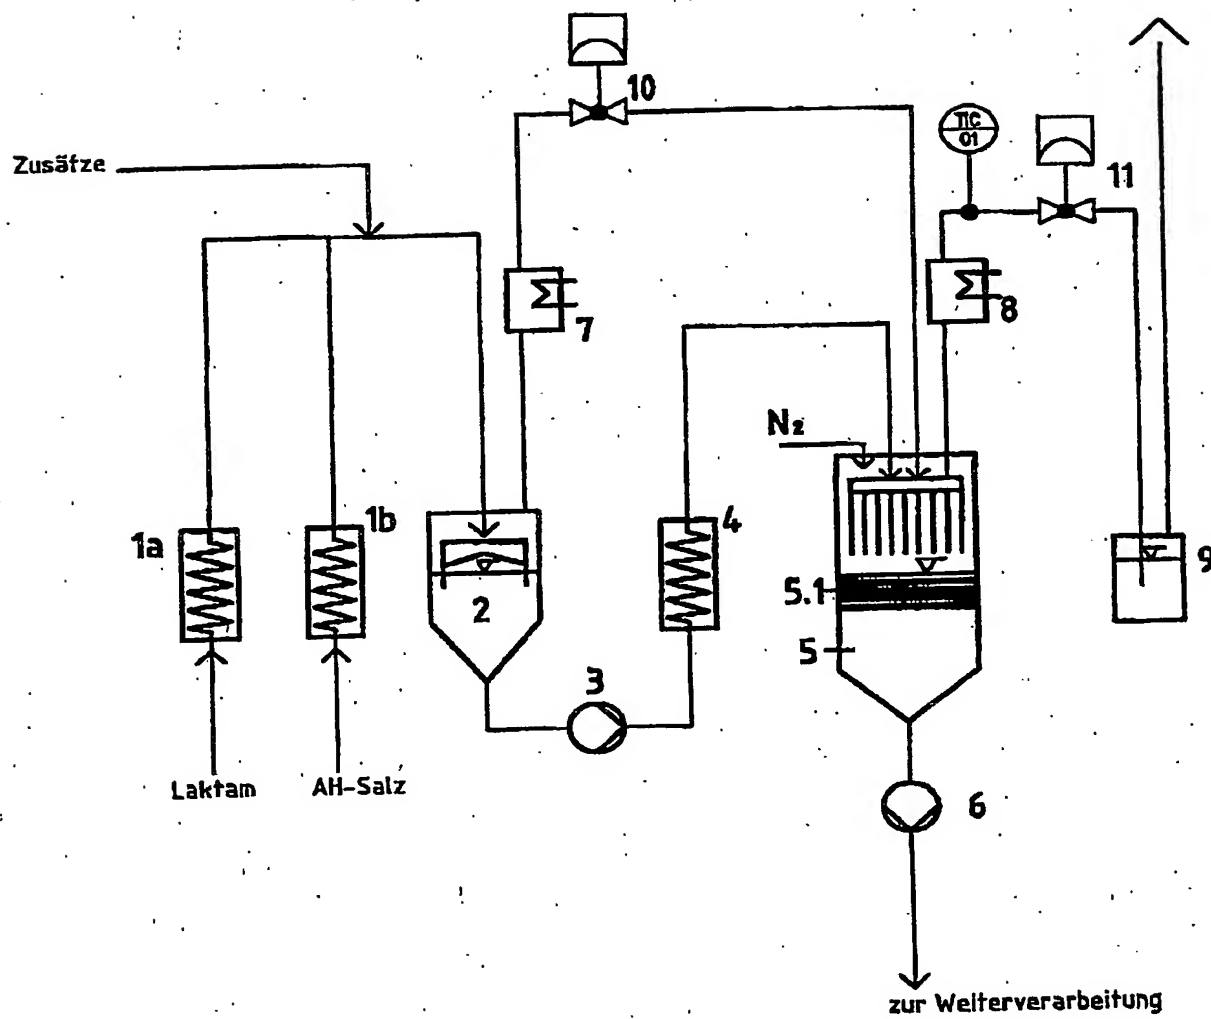 10
TIC
01
11
Zusätze
7
8
N₂
1a
1b
4
9
2
5.1
5
3
Laktam
AH-Salz
6
zur Weiterverarbeitung